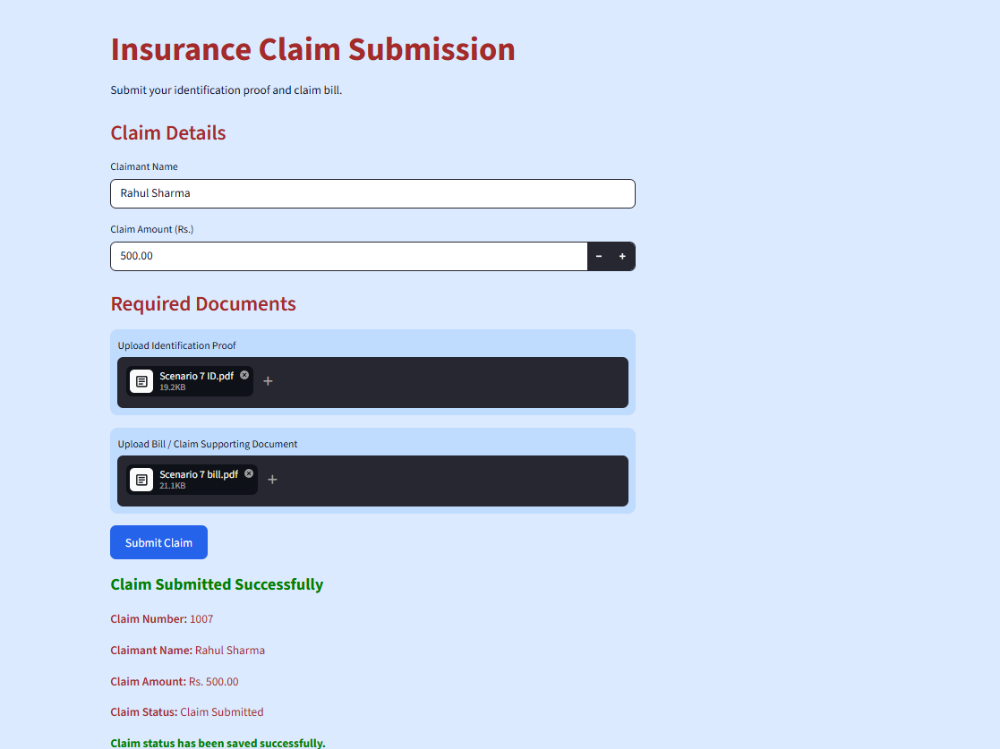 Insurance Claim Submission
Submit your identification proof and claim bill.
Claim Details
Claimant Name
Rahul Sharma
Claim Amount (Rs.)
500.00
Required Documents
Upload Identification Proof
Scenario 7 ID.pdf
19.2KB
Upload Bill / Claim Supporting Document
Scenario 7 bill.pdf
21.1KB
Submit Claim
Claim Submitted Successfully
Claim Number: 1007
Claimant Name: Rahul Sharma
Claim Amount: Rs. 500.00
Claim Status: Claim Submitted
Claim status has been saved successfully.